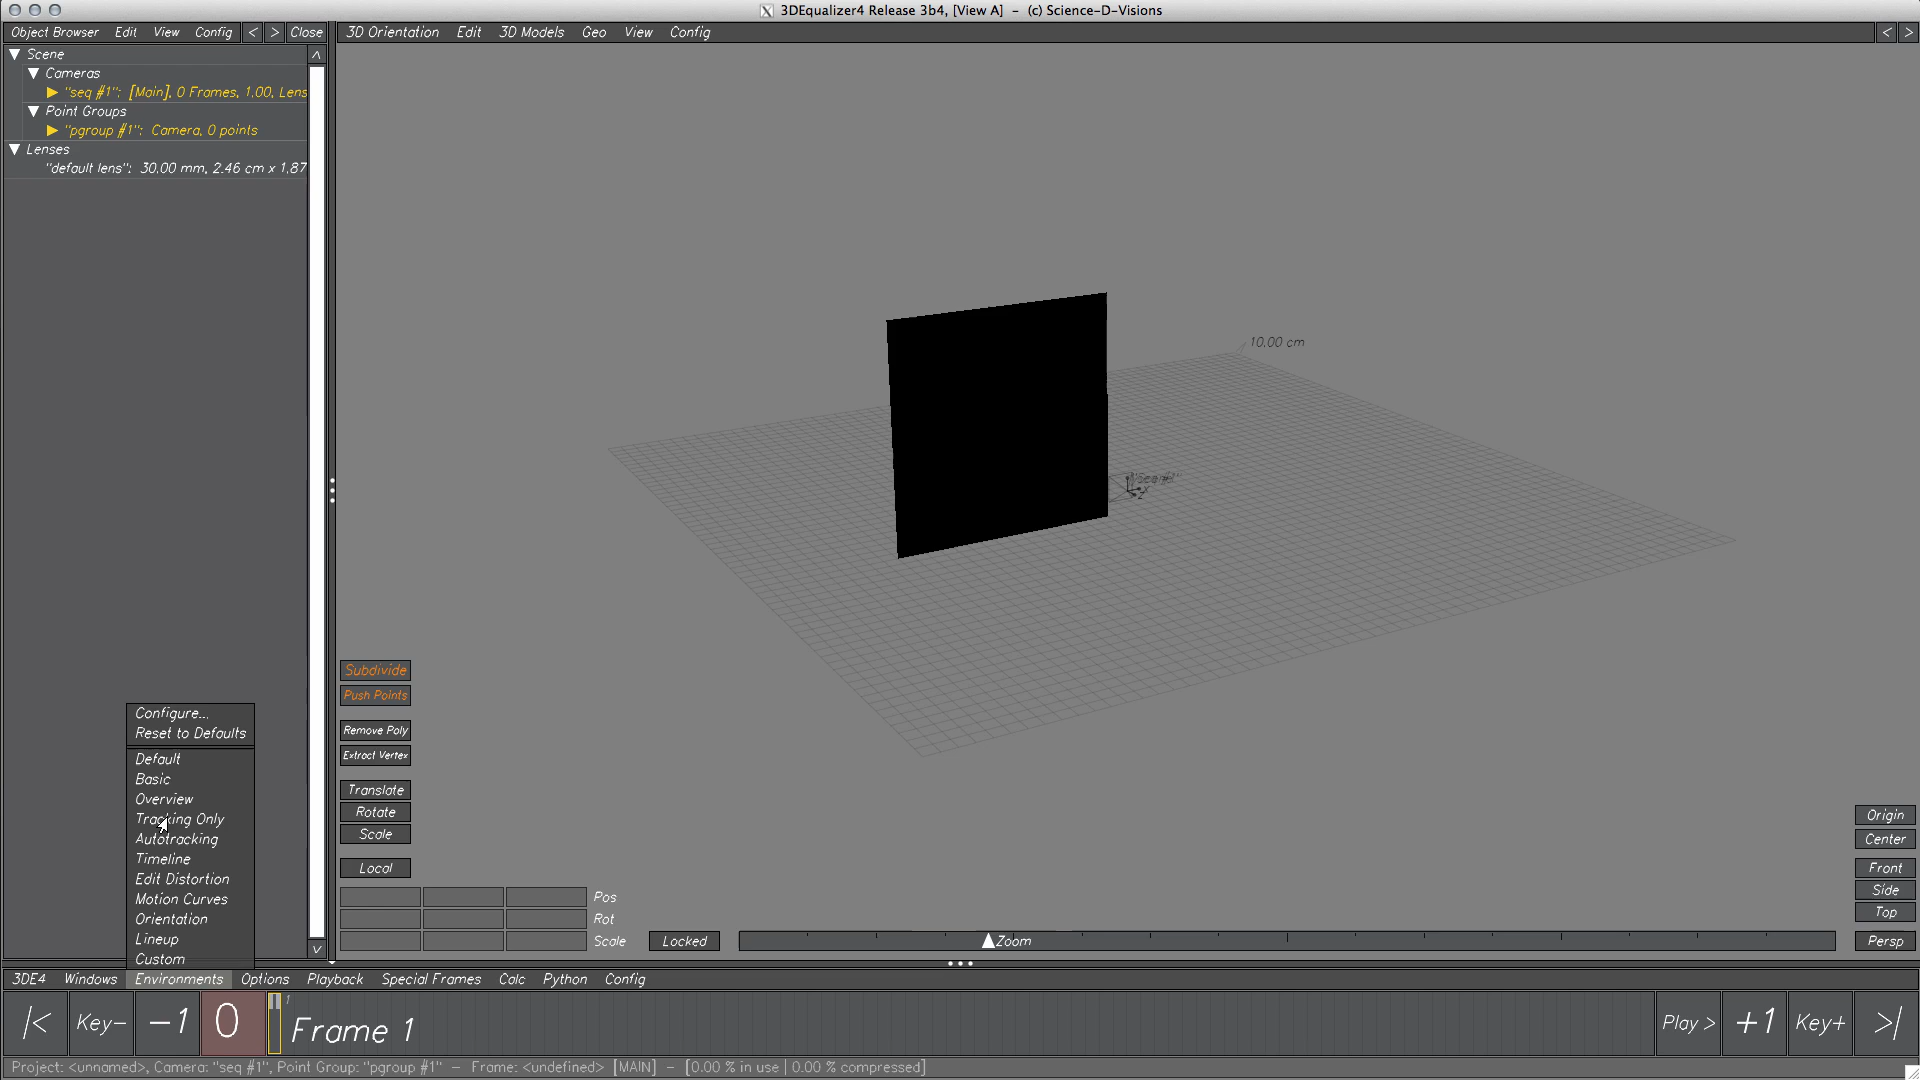 3DEqualizer4 Release 3b4, [View A]  -  (c) Science-D-Visions
Object Browser Edit View Config < > Close
3D Orientation Edit 3D Models Geo View Config < >
Scene
Cameras
"seq #1":  [Main], 0 Frames, 1.00, Lens
Point Groups
"pgroup #1":  Camera, 0 points
Lenses
"default lens":  30.00 mm, 2.46 cm x 1.87
10.00 cm
Subdivide
Push Points
Remove Poly
Extract Vertex
Translate
Rotate
Scale
Local
Pos
Rot
Scale
Locked
Zoom
Origin
Center
Front
Side
Top
Persp
Configure...
Reset to Defaults
Default
Basic
Overview
Tracking Only
Autotracking
Timeline
Edit Distortion
Motion Curves
Orientation
Lineup
Custom
3DE4 Windows Environments Options Playback Special Frames Calc Python Config
|< Key- -1 0 1 Frame 1 Play > +1 Key+ >|
Project: <unnamed>, Camera: "seq #1", Point Group: "pgroup #1"  -  Frame: <undefined>  [MAIN]  -  [0.00 % in use | 0.00 % compressed]